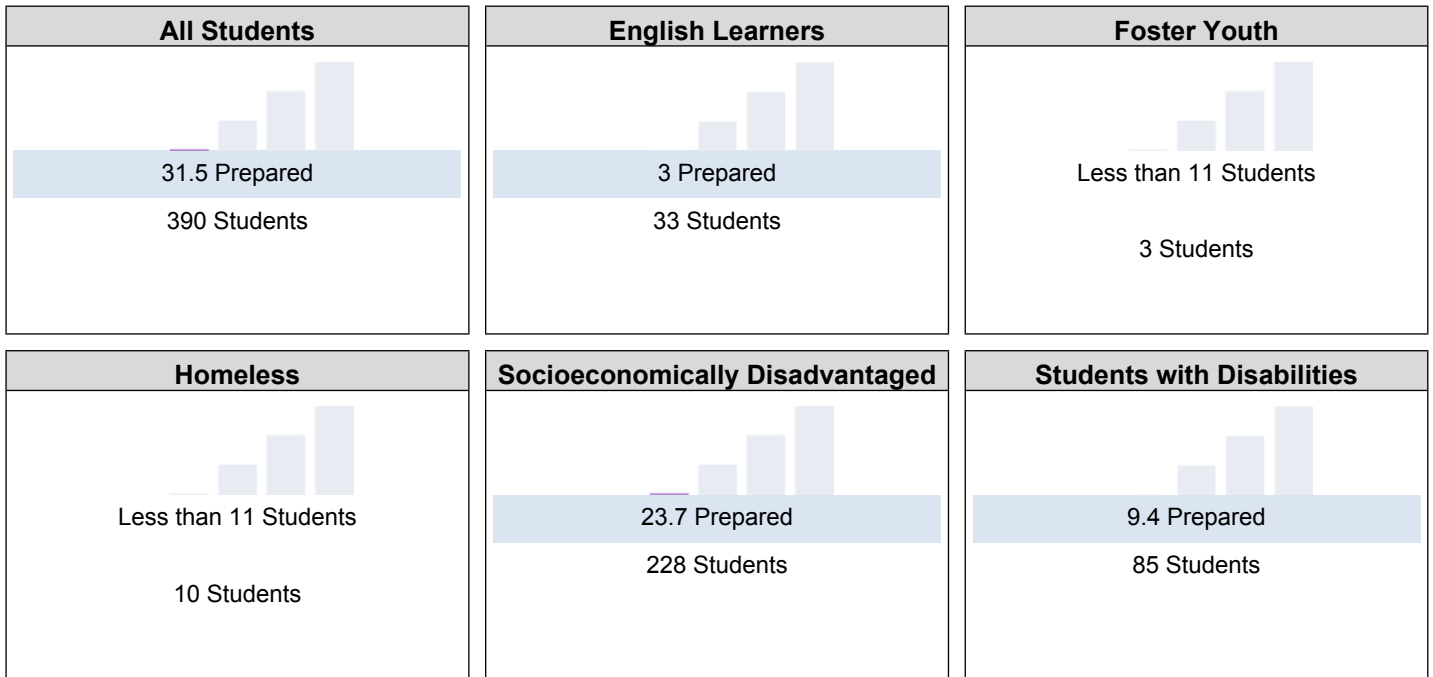 All Students
31.5 Prepared
390 Students
English Learners
3 Prepared
33 Students
Foster Youth
Less than 11 Students
3 Students
Homeless
Less than 11 Students
10 Students
Socioeconomically Disadvantaged
23.7 Prepared
228 Students
Students with Disabilities
9.4 Prepared
85 Students